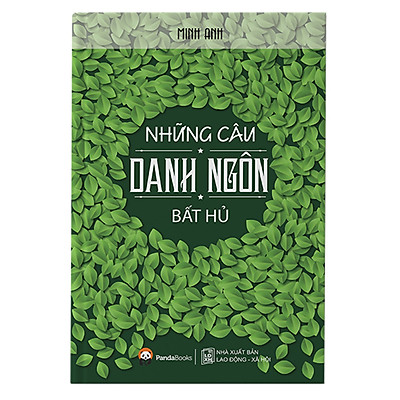 MINH ANH
NHỮNG CÂU
DANH NGÔN
BẤT HỦ
PandaBooks
NHÀ XUẤT BẢN
LAO ĐỘNG - XÃ HỘI